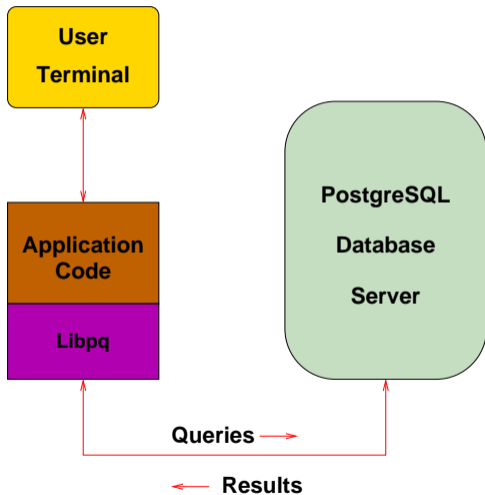 User
Terminal
Application
Code
Libpq
PostgreSQL
Database
Server
Queries
Results